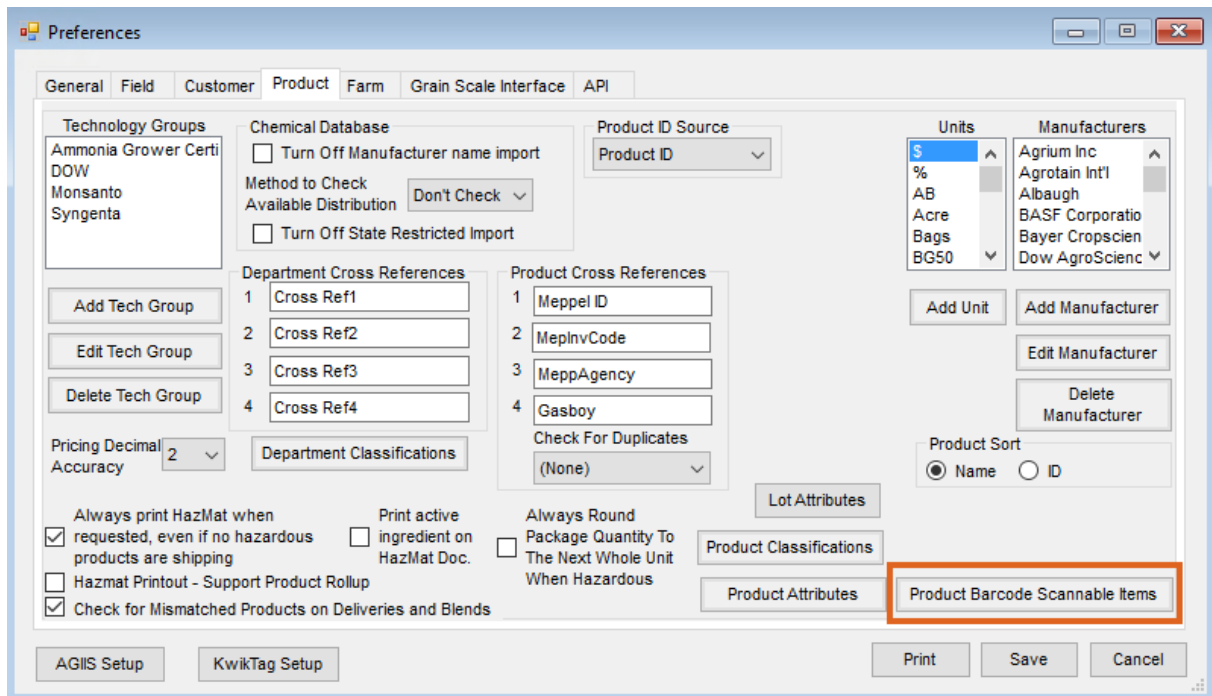 Preferences
General Field Customer Product Farm Grain Scale Interface API
Technology Groups
Ammonia Grower Certi
DOW
Monsanto
Syngenta
Add Tech Group
Edit Tech Group
Delete Tech Group
Pricing Decimal
Accuracy
2
Chemical Database
Turn Off Manufacturer name import
Method to Check
Available Distribution
Don't Check
Turn Off State Restricted Import
Product ID Source
Product ID
Department Cross References
1 Cross Ref1
2 Cross Ref2
3 Cross Ref3
4 Cross Ref4
Department Classifications
Product Cross References
1 Meppel ID
2 MepInvCode
3 MeppAgency
4 Gasboy
Check For Duplicates
(None)
Units
$
%
AB
Acre
Bags
BG50
Add Unit
Manufacturers
Agrium Inc
Agrotain Int'l
Albaugh
BASF Corporatio
Bayer Cropscien
Dow AgroScienc
Add Manufacturer
Edit Manufacturer
Delete
Manufacturer
Product Sort
Name ID
Always print HazMat when
requested, even if no hazardous
products are shipping
Print active
ingredient on
HazMat Doc.
Always Round
Package Quantity To
The Next Whole Unit
When Hazardous
Hazmat Printout - Support Product Rollup
Check for Mismatched Products on Deliveries and Blends
Lot Attributes
Product Classifications
Product Attributes
Product Barcode Scannable Items
AGIIS Setup
KwikTag Setup
Print
Save
Cancel